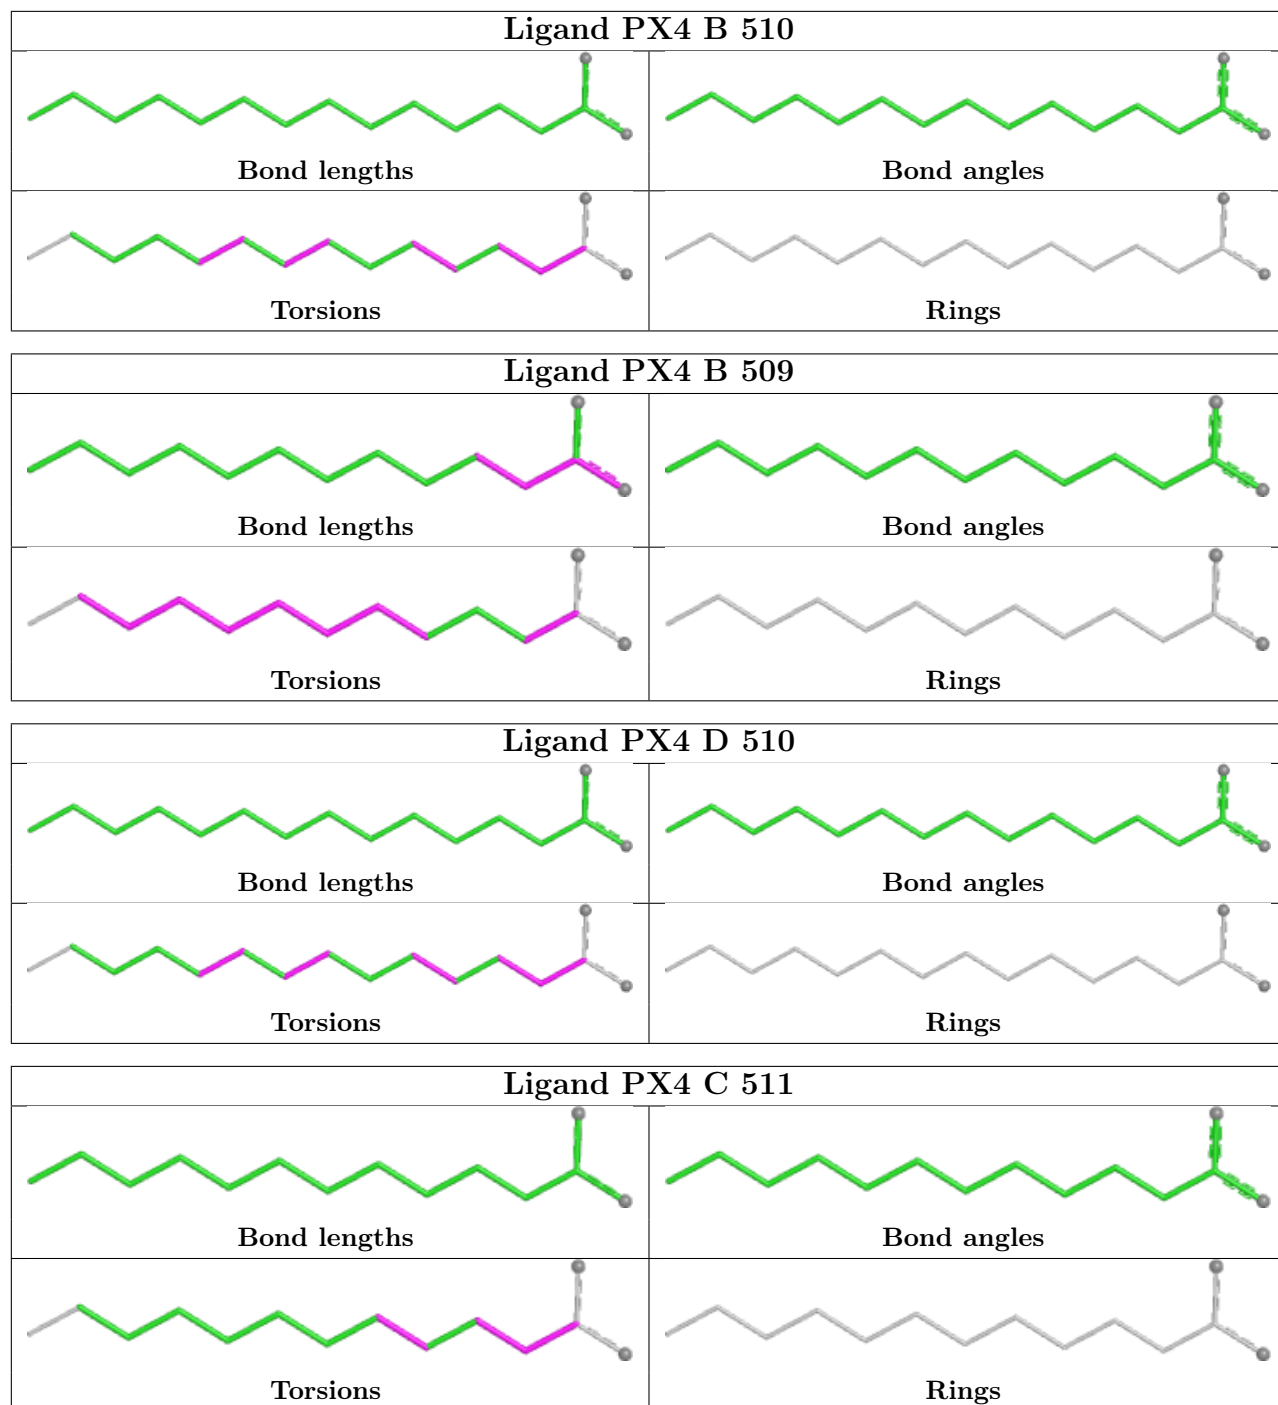 Ligand PX4 B 510
Bond lengths
Bond angles
Torsions
Rings
Ligand PX4 B 509
Bond lengths
Bond angles
Torsions
Rings
Ligand PX4 D 510
Bond lengths
Bond angles
Torsions
Rings
Ligand PX4 C 511
Bond lengths
Bond angles
Torsions
Rings